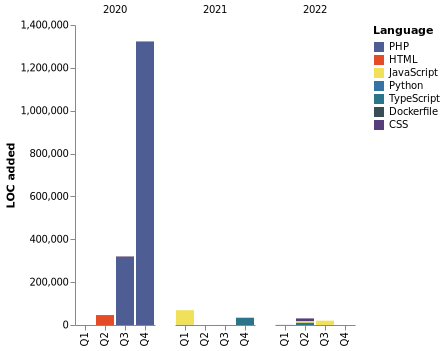 2020 2021 2022
LOC added
1,400,000
1,200,000
1,000,000
800,000
600,000
400,000
200,000
0
Q1 Q2 Q3 Q4 Q1 Q2 Q3 Q4 Q1 Q2 Q3 Q4
Language
PHP
HTML
JavaScript
Python
TypeScript
Dockerfile
CSS